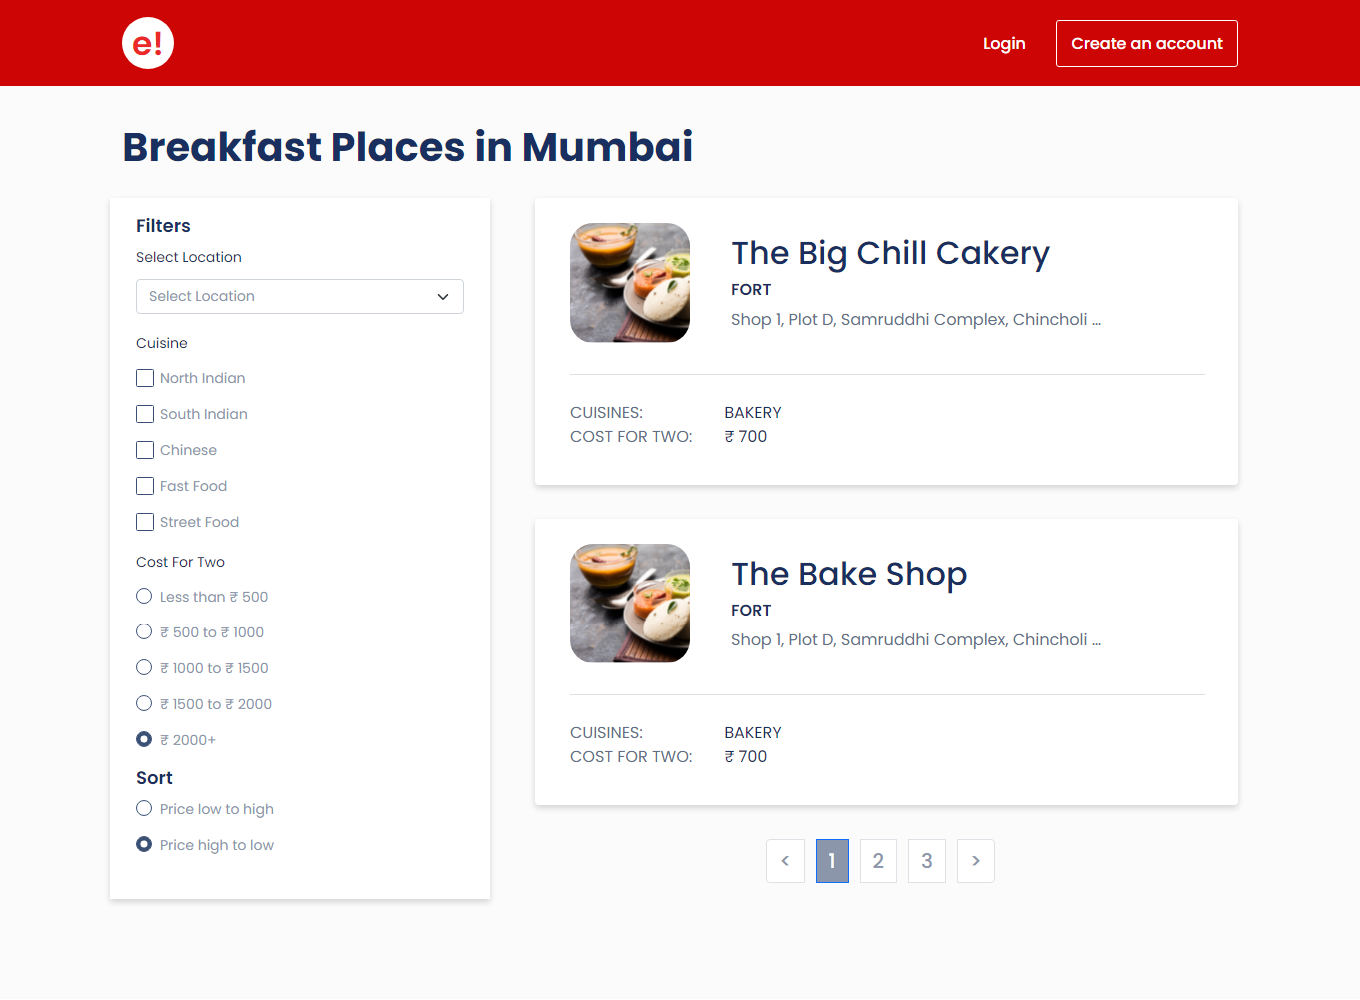 e!
Login
Create an account
Breakfast Places in Mumbai
Filters
Select Location
Select Location
Cuisine
North Indian
South Indian
Chinese
Fast Food
Street Food
Cost For Two
Less than ₹ 500
₹ 500 to ₹ 1000
₹ 1000 to ₹ 1500
₹ 1500 to ₹ 2000
₹ 2000+
Sort
Price low to high
Price high to low
The Big Chill Cakery
FORT
Shop 1, Plot D, Samruddhi Complex, Chincholi ...
CUISINES: BAKERY
COST FOR TWO: ₹ 700
The Bake Shop
FORT
Shop 1, Plot D, Samruddhi Complex, Chincholi ...
CUISINES: BAKERY
COST FOR TWO: ₹ 700
< 1 2 3 >